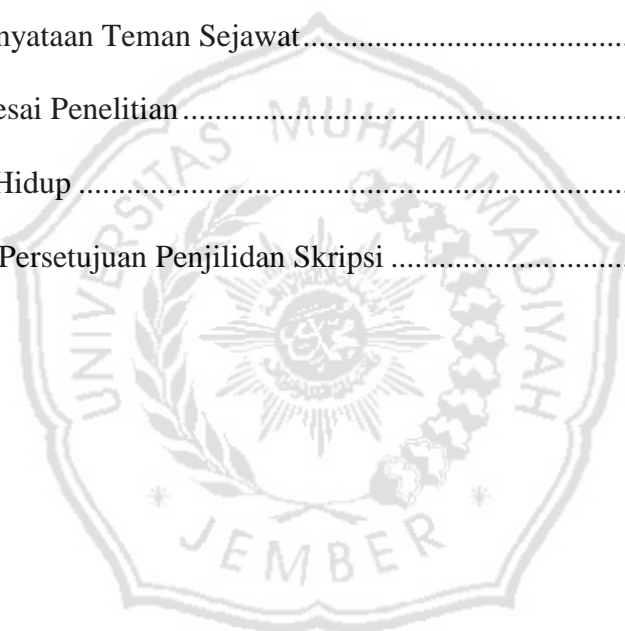 nyataan Teman Sejawat..........................................
esai Penelitian.........................................................
Hidup ......................................................................
Persetujuan Penjilidan Skripsi ..............................
UNIVERSITAS MUHAMMADIYAH
JEMBER